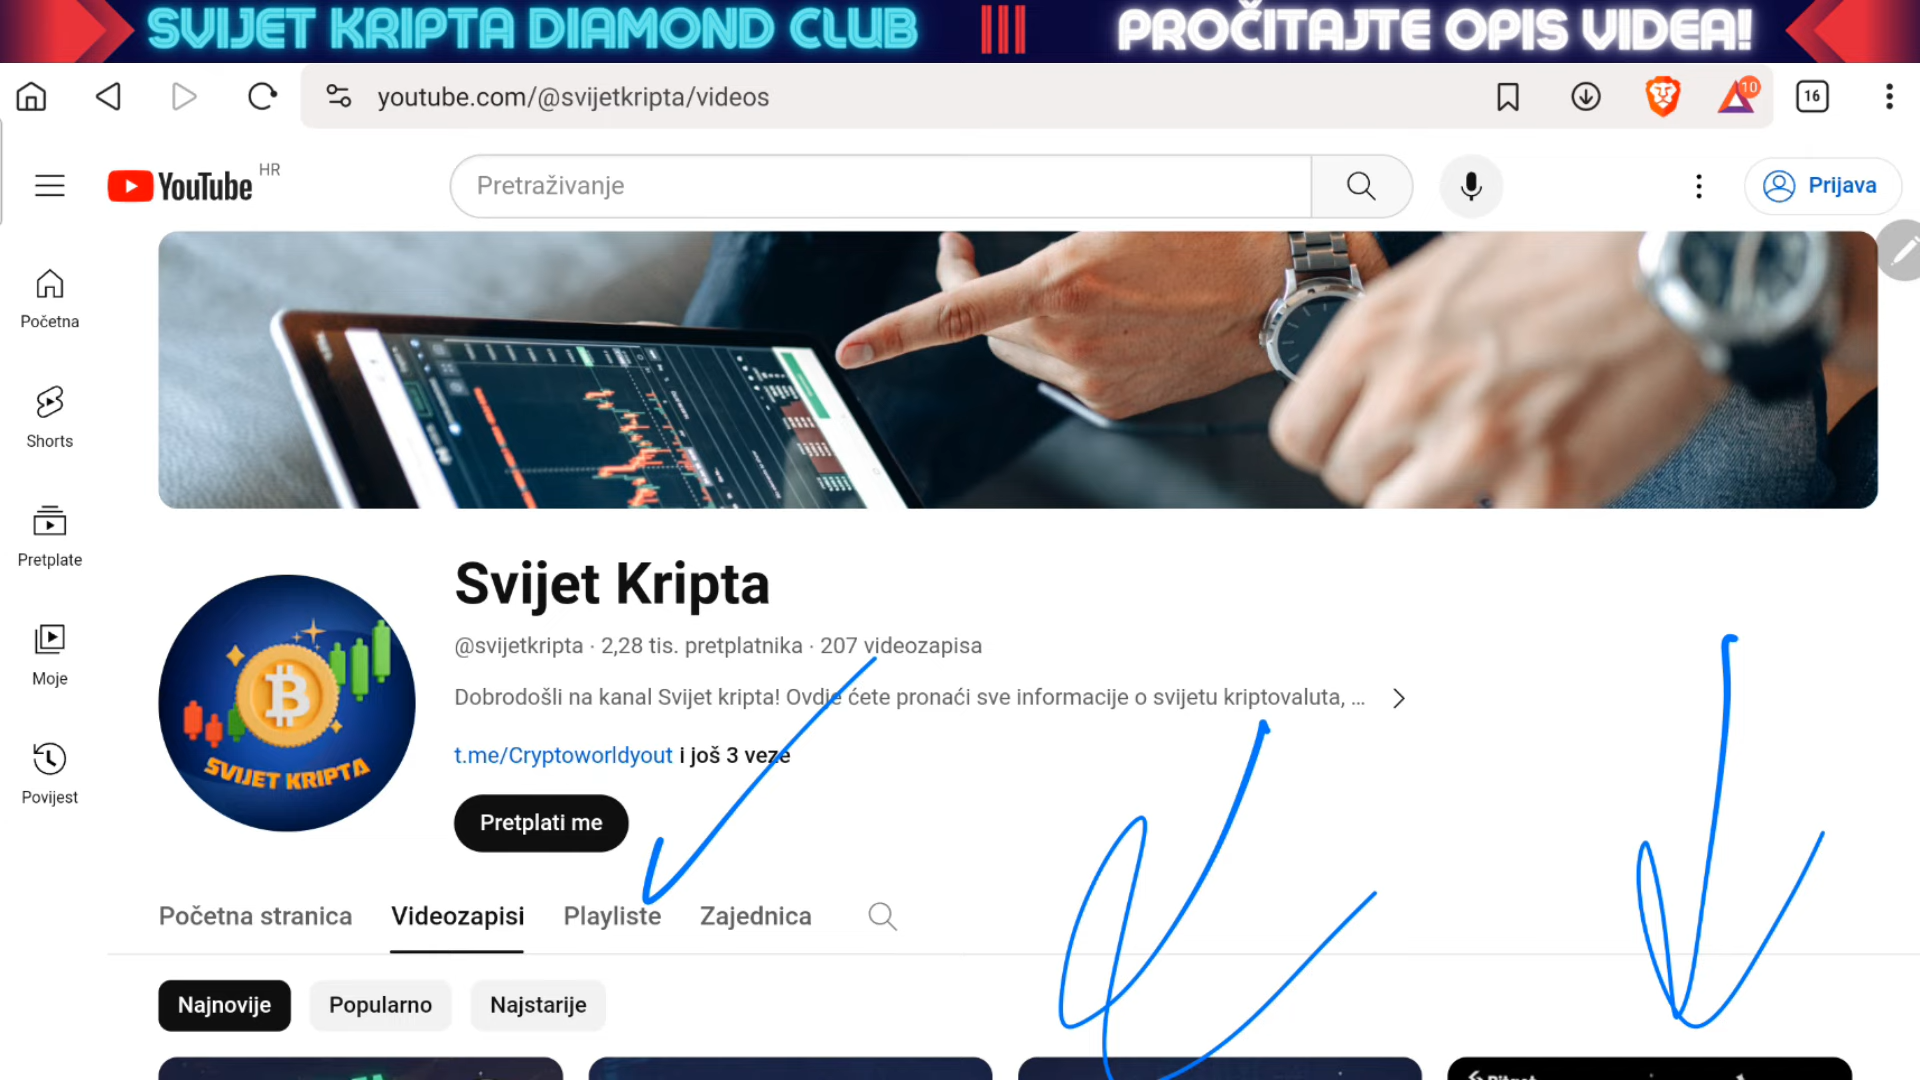 SVIJET KRIPTA DIAMOND CLUB ||| PROČITAJTE OPIS VIDEA!
youtube.com/@svijetkripta/videos
10
16
YouTube HR
Pretraživanje
Prijava
Početna
Shorts
Pretplate
Moje
Povijest
SVIJET KRIPTA
Svijet Kripta
@svijetkripta · 2,28 tis. pretplatnika · 207 videozapisa
Dobrodošli na kanal Svijet kripta! Ovdje ćete pronaći sve informacije o svijetu kriptovaluta, ...
t.me/Cryptoworldyout i još 3 veze
Pretplati me
Početna stranica Videozapisi Playliste Zajednica
Najnovije Popularno Najstarije